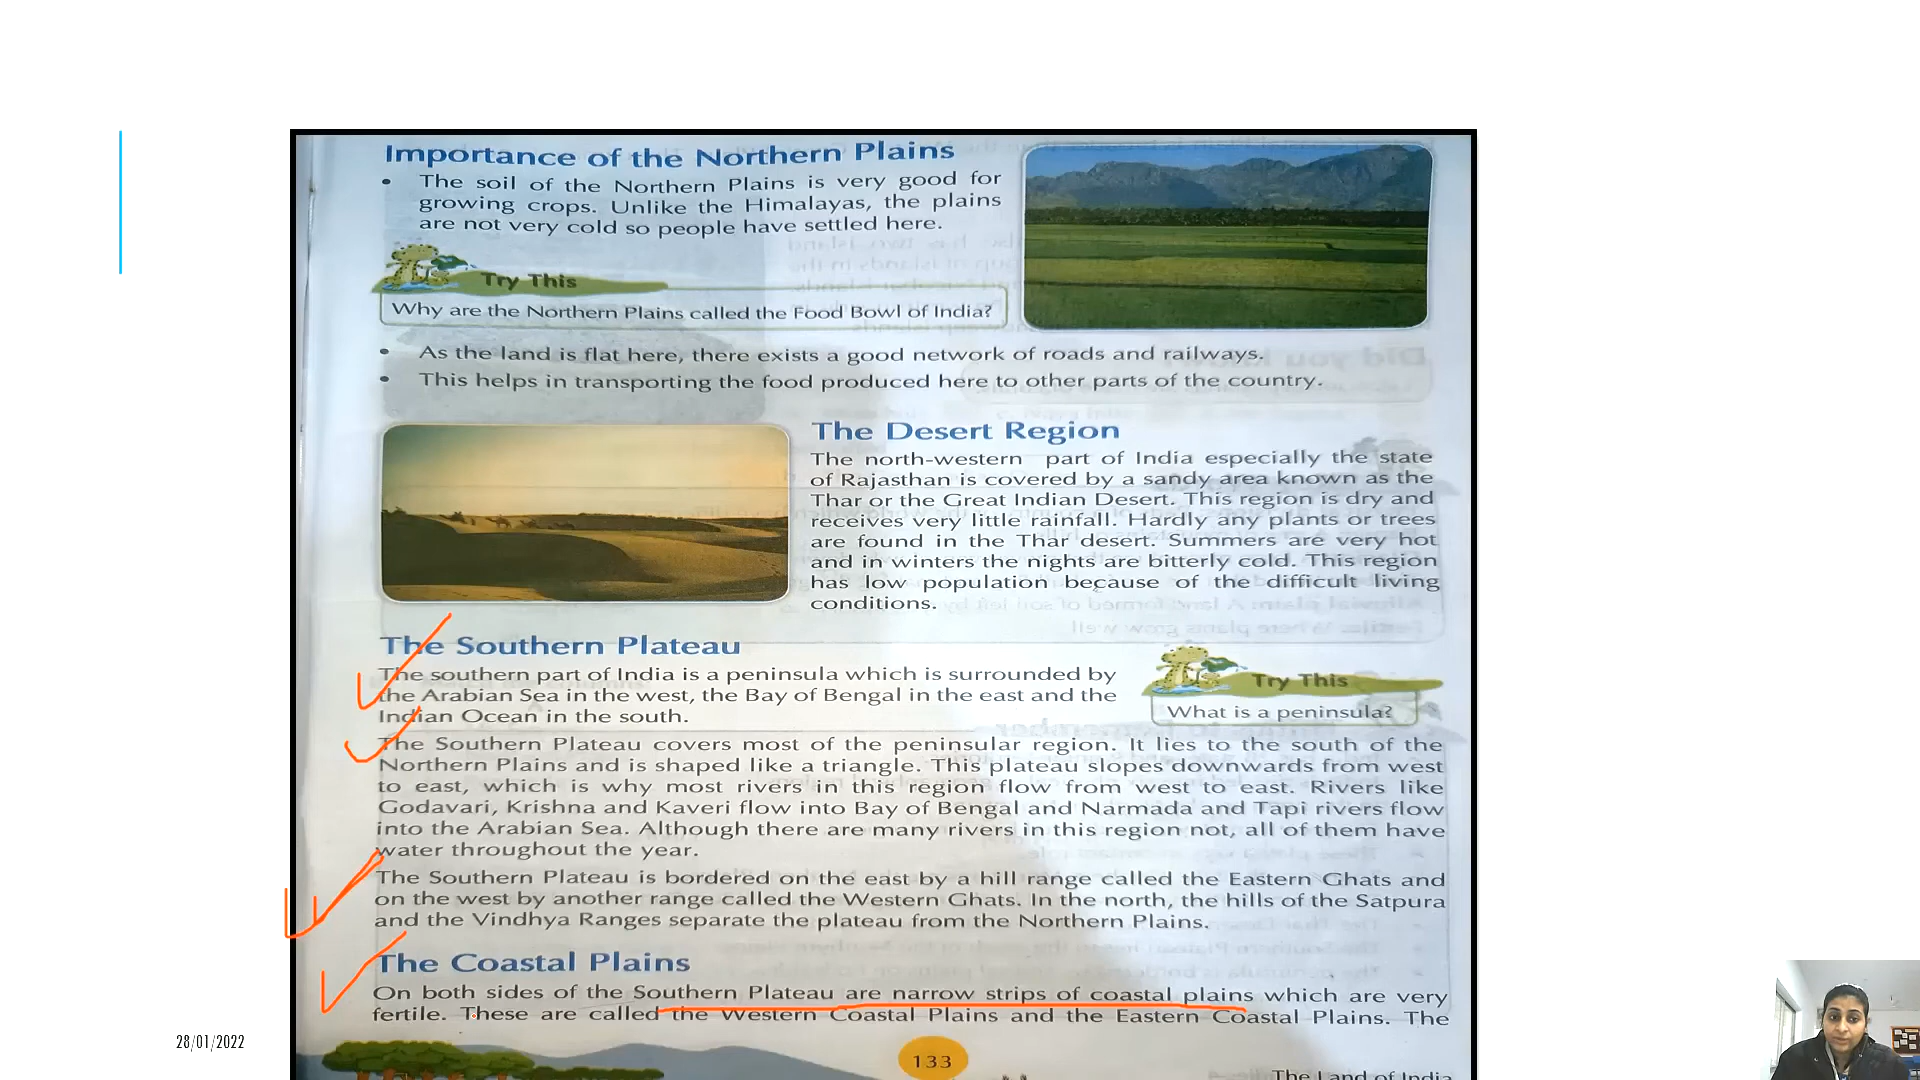 Importance of the Northern Plains
• The soil of the Northern Plains is very good for
growing crops. Unlike the Himalayas, the plains
are not very cold so people have settled here.
Try This
Why are the Northern Plains called the Food Bowl of India?
• As the land is flat here, there exists a good network of roads and railways.
• This helps in transporting the food produced here to other parts of the country.
The Desert Region
The north-western part of India especially the state
of Rajasthan is covered by a sandy area known as the
Thar or the Great Indian Desert. This region is dry and
receives very little rainfall. Hardly any plants or trees
are found in the Thar desert. Summers are very hot
and in winters the nights are bitterly cold. This region
has low population because of the difficult living
conditions.
The Southern Plateau
The southern part of India is a peninsula which is surrounded by
the Arabian Sea in the west, the Bay of Bengal in the east and the
Indian Ocean in the south.
Try This
What is a peninsula?
The Southern Plateau covers most of the peninsular region. It lies to the south of the
Northern Plains and is shaped like a triangle. This plateau slopes downwards from west
to east, which is why most rivers in this region flow from west to east. Rivers like
Godavari, Krishna and Kaveri flow into Bay of Bengal and Narmada and Tapi rivers flow
into the Arabian Sea. Although there are many rivers in this region not, all of them have
water throughout the year.
The Southern Plateau is bordered on the east by a hill range called the Eastern Ghats and
on the west by another range called the Western Ghats. In the north, the hills of the Satpura
and the Vindhya Ranges separate the plateau from the Northern Plains.
The Coastal Plains
On both sides of the Southern Plateau are narrow strips of coastal plains which are very
fertile. These are called the Western Coastal Plains and the Eastern Coastal Plains. The
133
The Land of India
28/01/2022